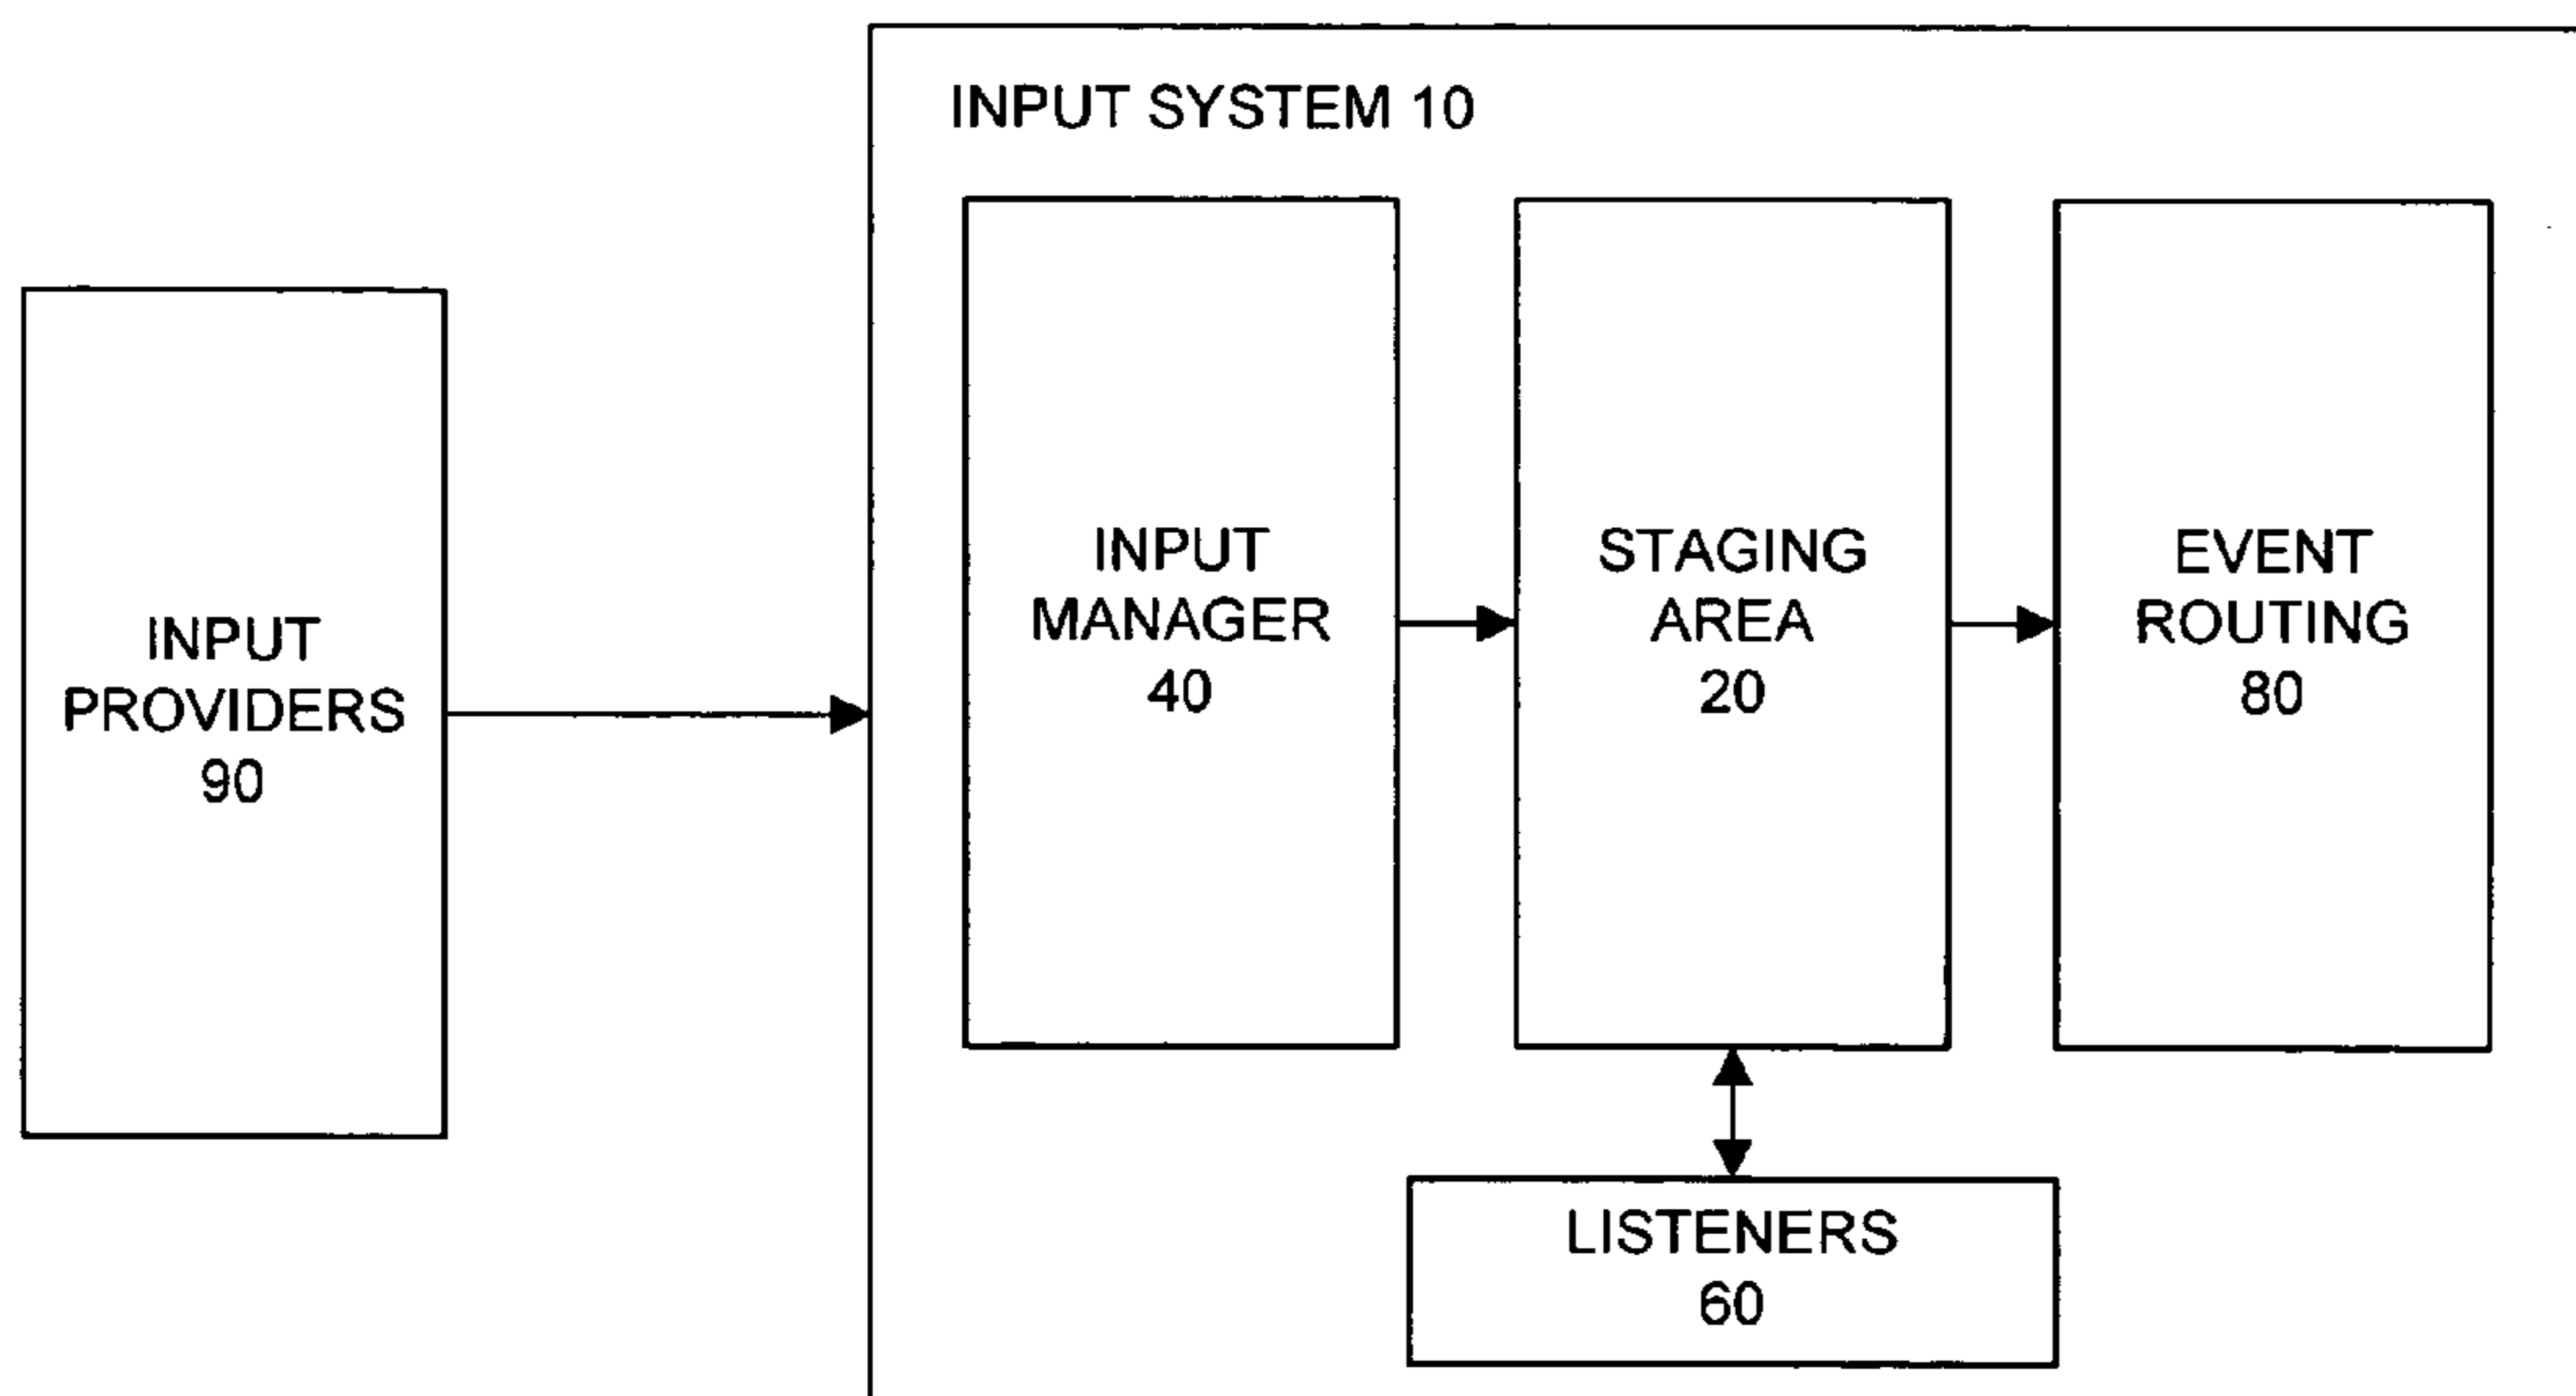 INPUT SYSTEM 10
INPUT
PROVIDERS
90
INPUT
MANAGER
40
STAGING
AREA
20
EVENT
ROUTING
80
LISTENERS
60